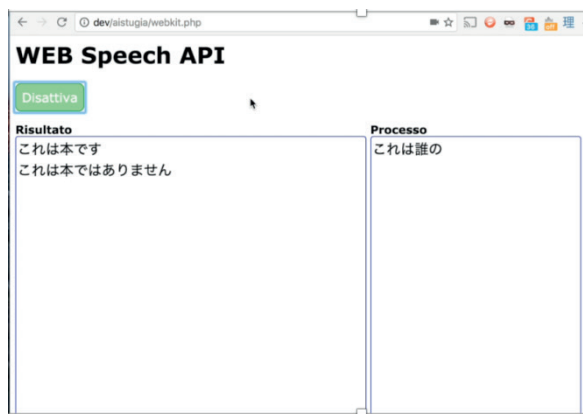 dev/aistugia/webkit.php
WEB Speech API
Disattiva
Risultato
これは本です
これは本ではありません
Processo
これは誰の
理